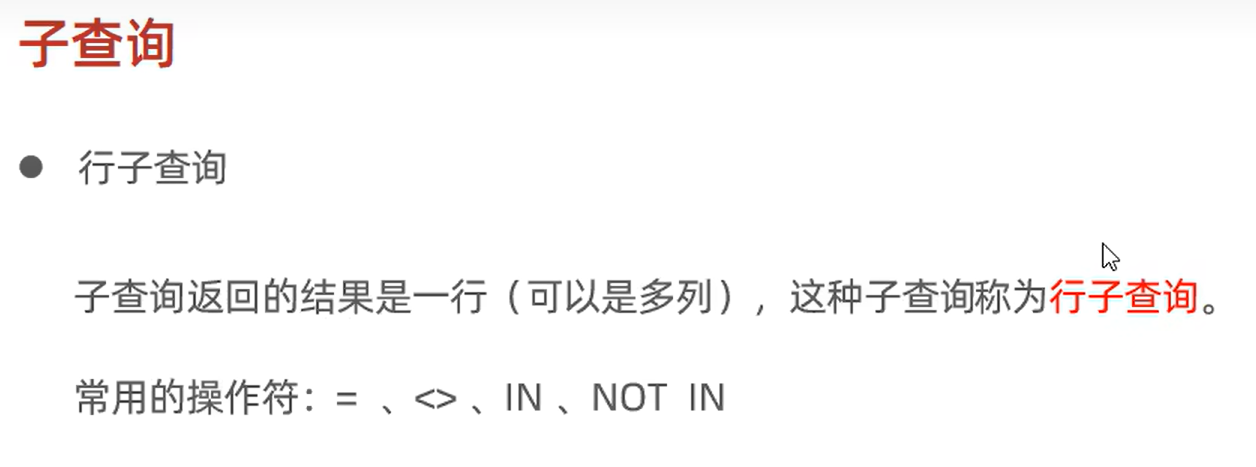 子查询
● 行子查询
子查询返回的结果是一行（可以是多列），这种子查询称为行子查询。
常用的操作符：= 、<> 、IN 、NOT IN